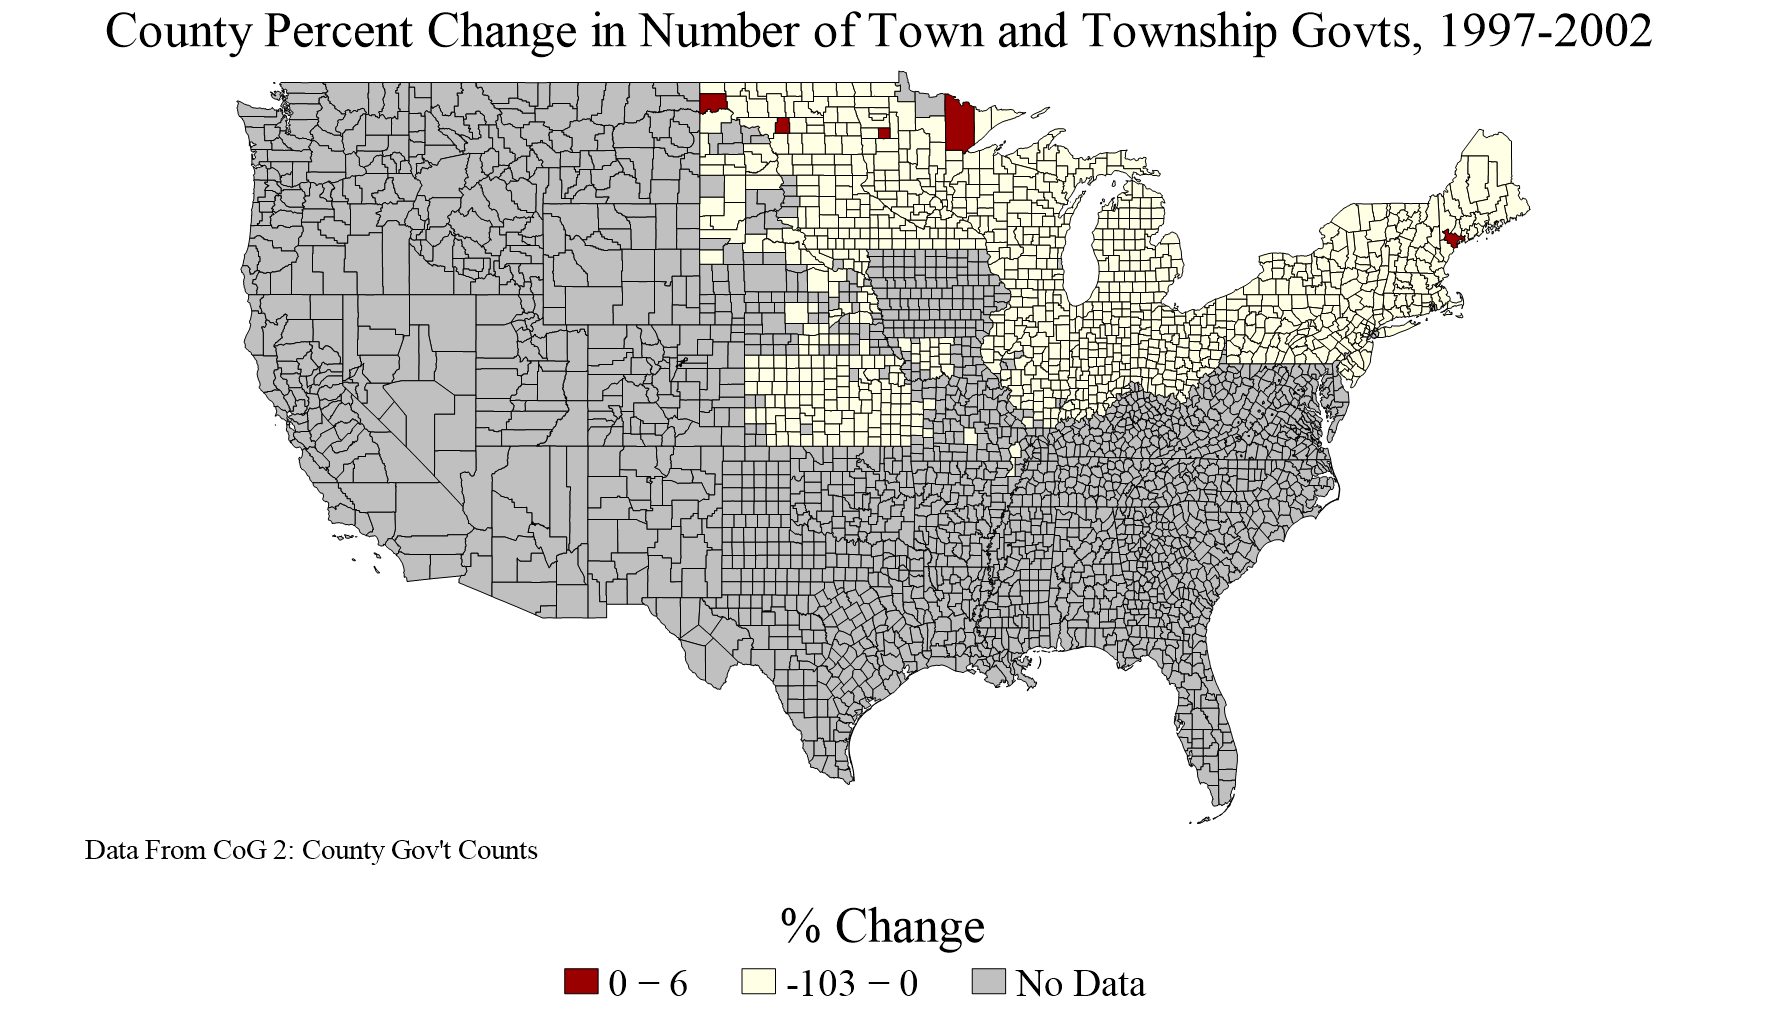 County Percent Change in Number of Town and Township Govts, 1997-2002
Data From CoG 2: County Gov't Counts
% Change
0 − 6
-103 − 0
No Data